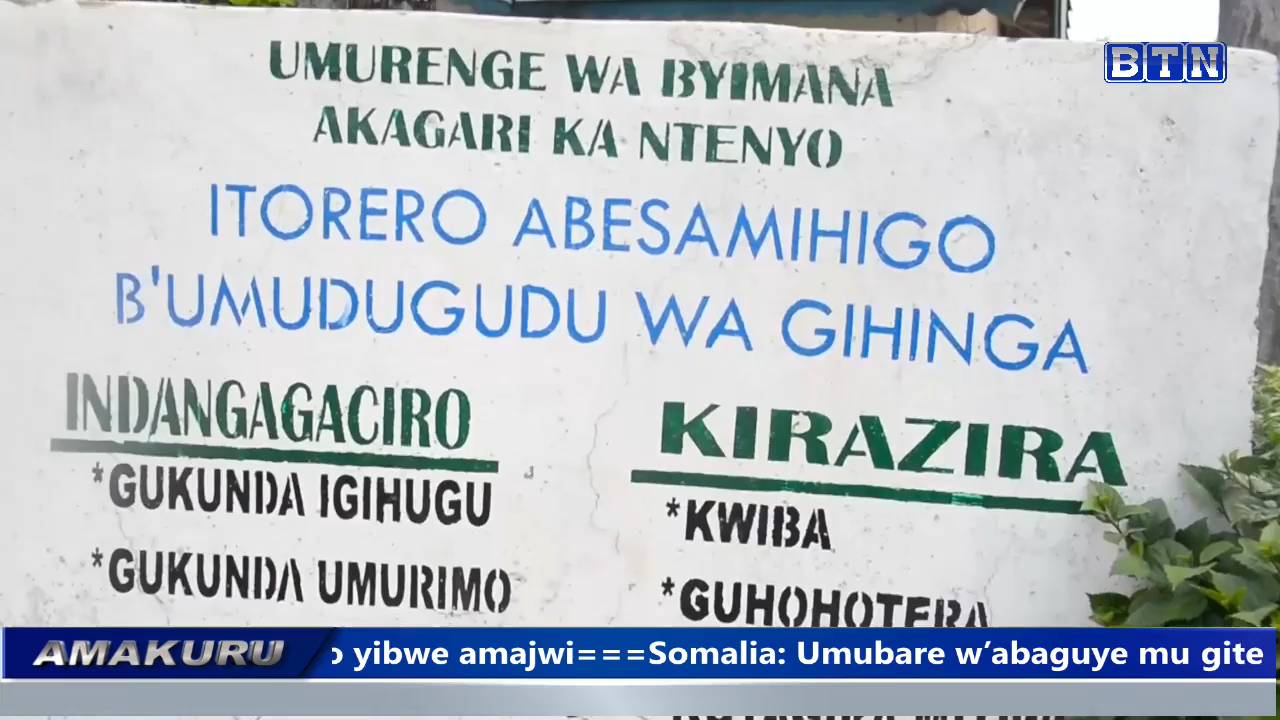 BTN
UMURENGE WA BYIMANA
AKAGARI KA NTENYO
ITORERO ABESAMIHIGO
B'UMUDUGUDU WA GIHINGA
INDANGAGACIRO
*GUKUNDA IGIHUGU
*GUKUNDA UMURIMO
KIRAZIRA
*KWIBA
*GUHOHOTERA
AMAKURU
yibwe amajwi===Somalia: Umubare w’abaguye mu gite